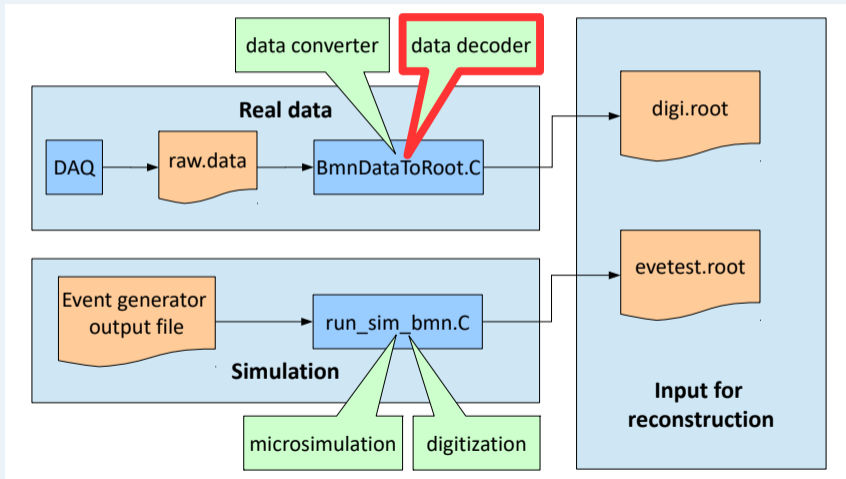 data converter
data decoder
Real data
DAQ
raw.data
BmnDataToRoot.C
digi.root
Event generator
output file
run_sim_bmn.C
evetest.root
Simulation
microsimulation
digitization
Input for
reconstruction